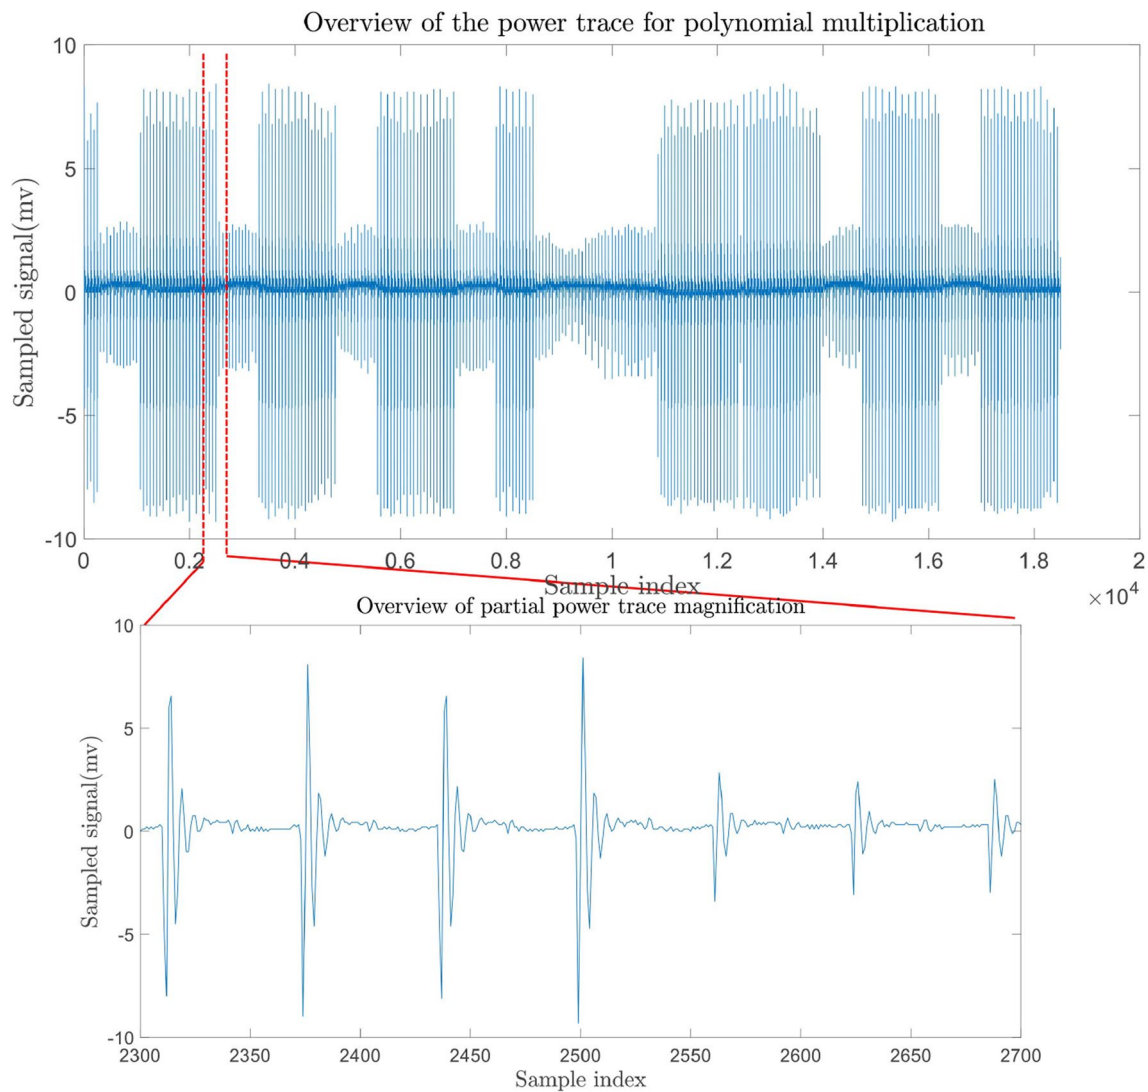 Overview of the power trace for polynomial multiplication
10
5
0
-5
-10
Sampled signal(mv)
0 0.2 0.4 0.6 0.8 1 1.2 1.4 1.6 1.8 2
Sample index
×10⁴
Overview of partial power trace magnification
10
5
0
-5
-10
Sampled signal(mv)
2300 2350 2400 2450 2500 2550 2600 2650 2700
Sample index